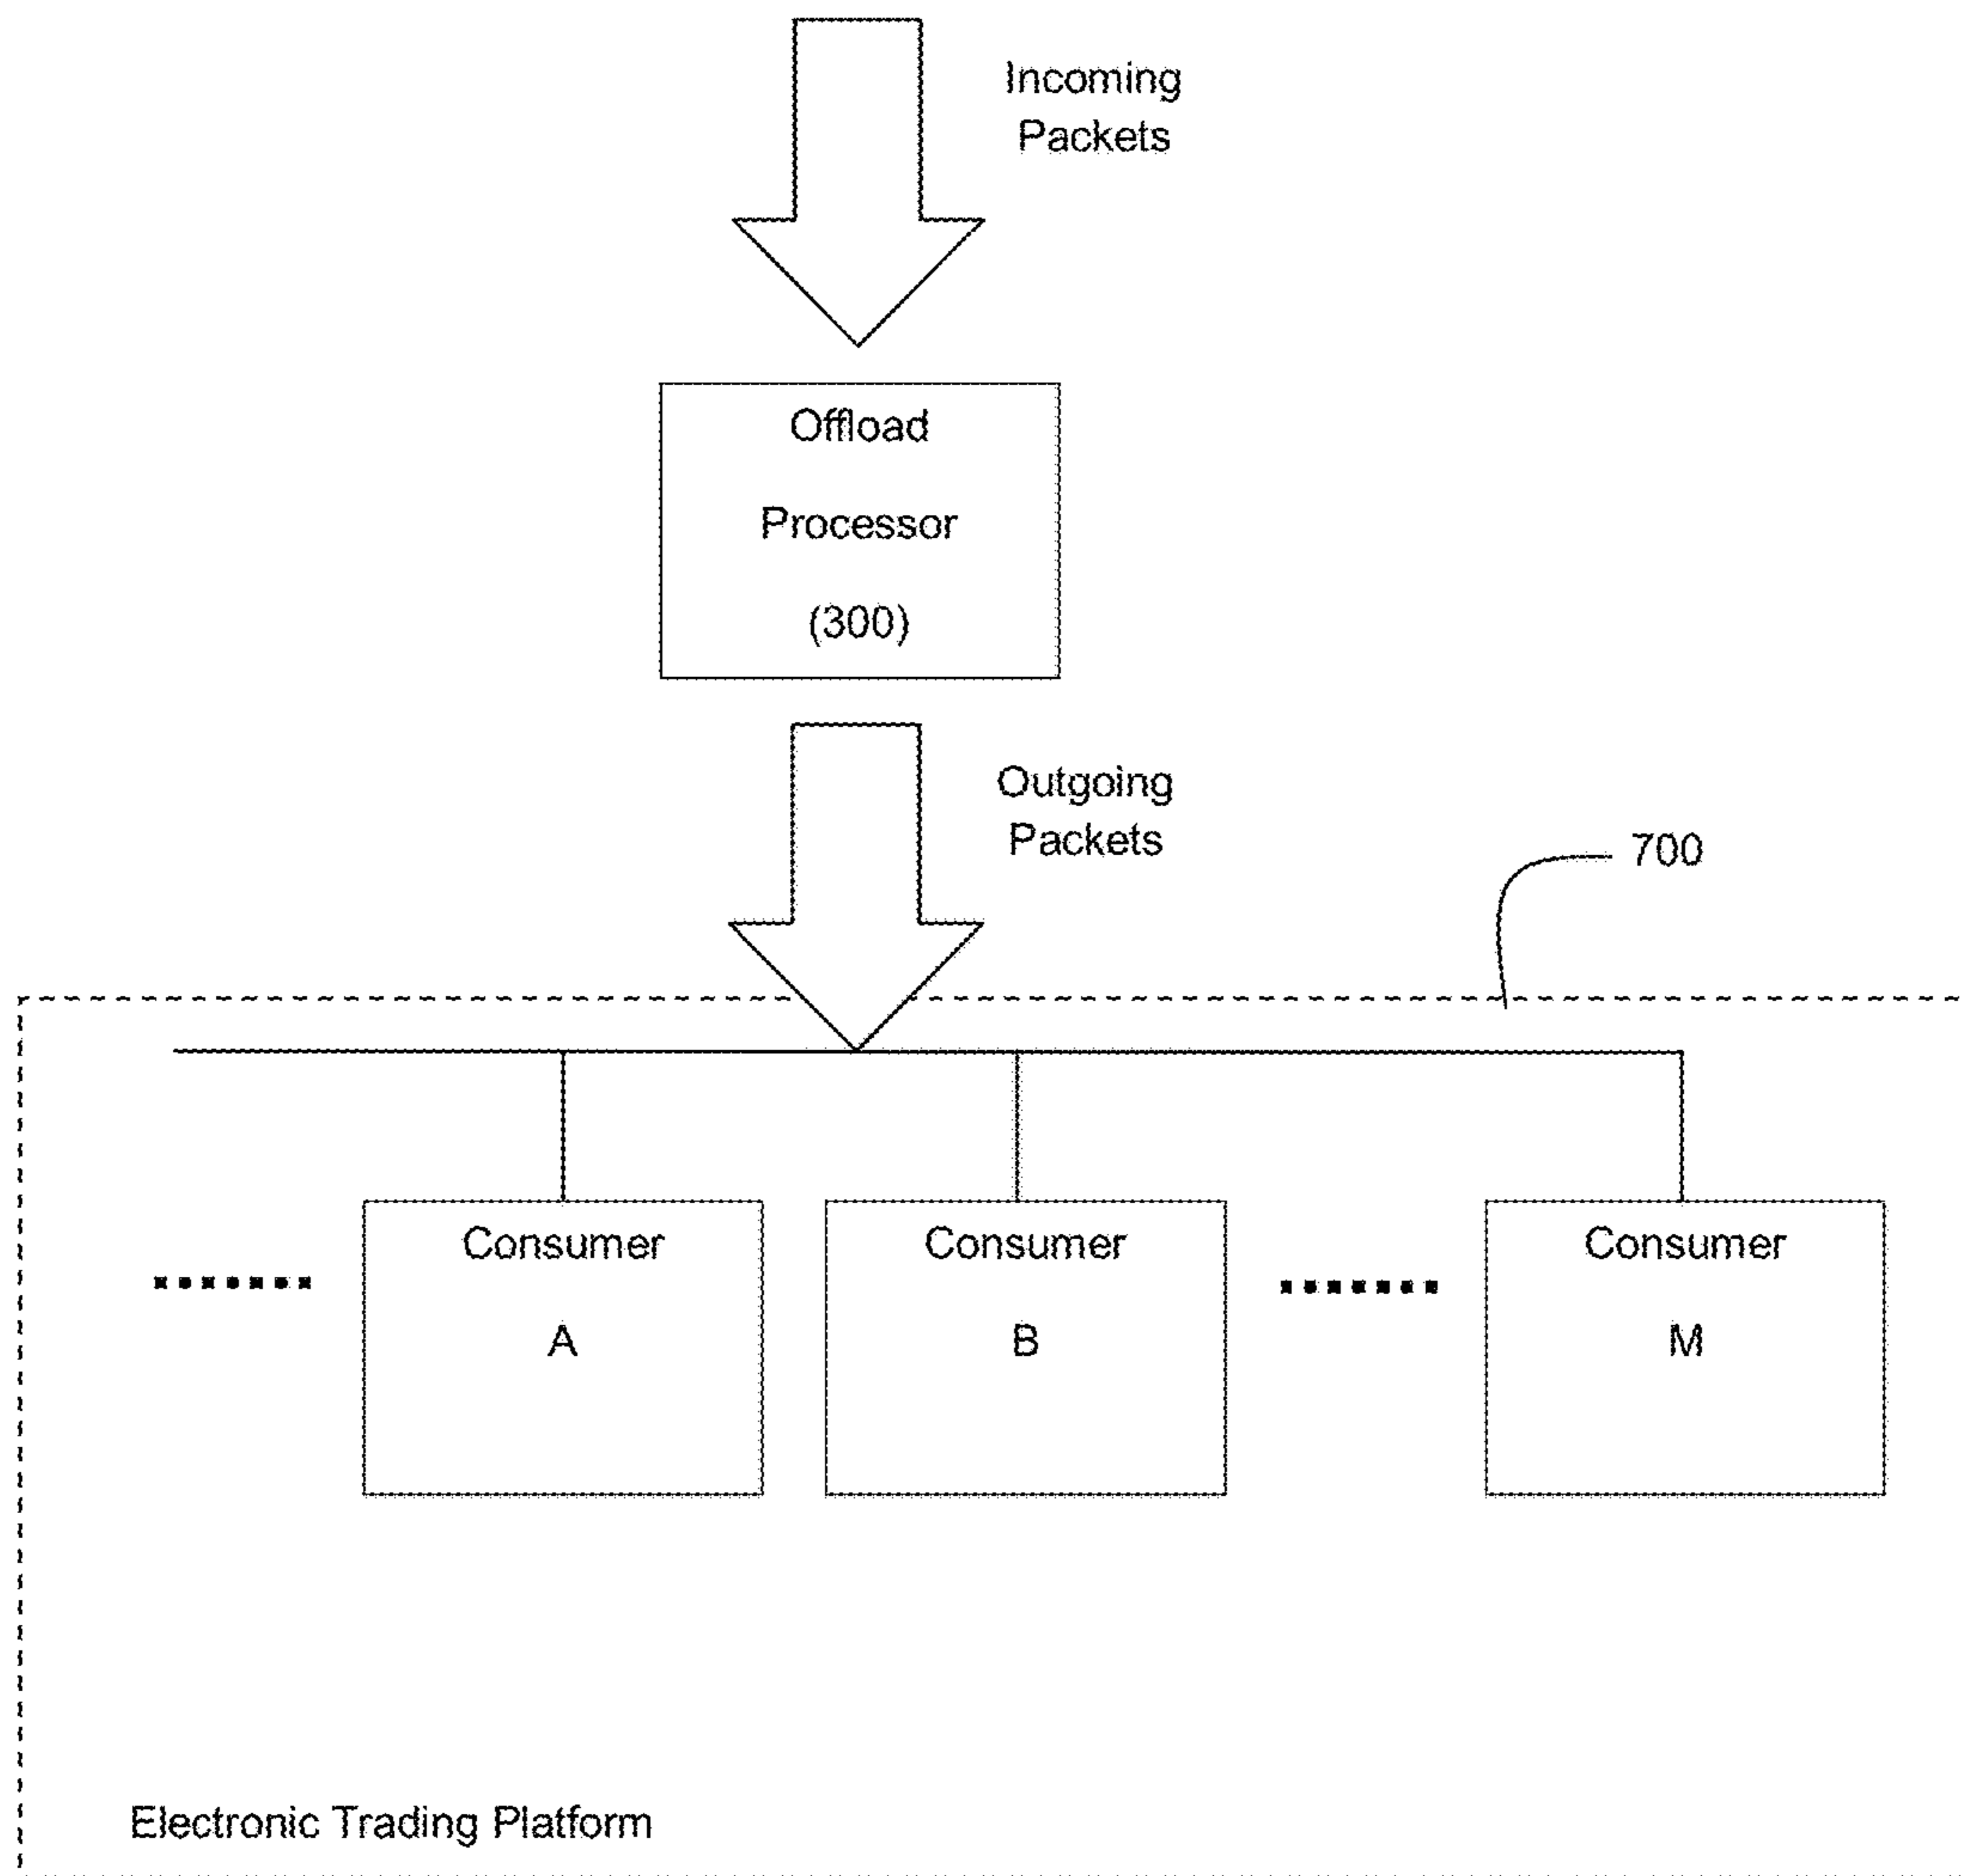 Incoming
Packets
Offload
Processor
(300)
Outgoing
Packets
700
Consumer
A
Consumer
B
Consumer
M
Electronic Trading Platform